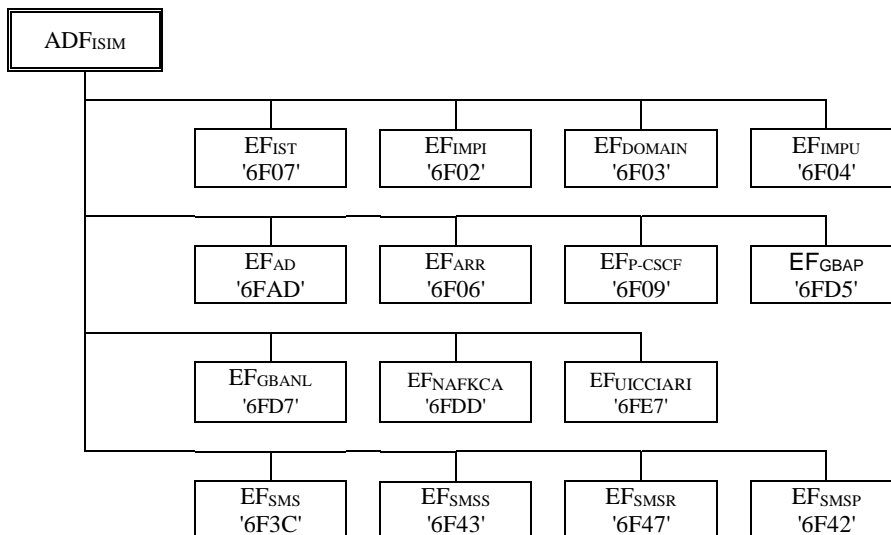 ADFISIM
EFIST EFIMPI EFDOMAIN EFIMPU
'6F07' '6F02' '6F03' '6F04'
EFAD EFARR EFP-CSCF EFGBAP
'6FAD' '6F06' '6F09' '6FD5'
EFGBANL EFNAFKCA EFUICCIARI
'6FD7' '6FDD' '6FE7'
EFSMS EFSMSS EFSMSR EFSMSP
'6F3C' '6F43' '6F47' '6F42'